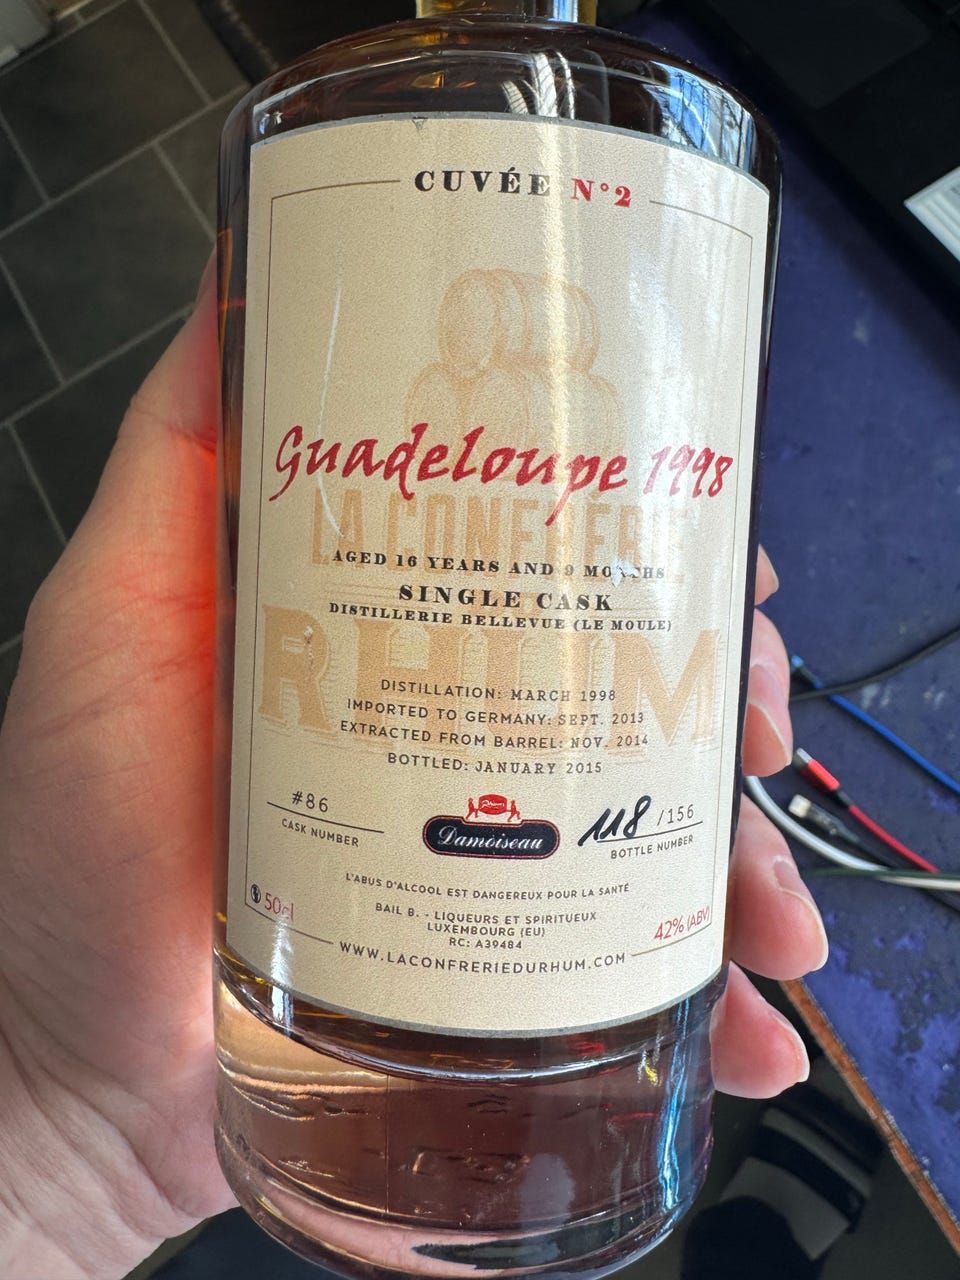 CUVÉE N°2
Guadeloupe 1998
LA CONFRÉRIE
AGED 16 YEARS AND 9 MONTHS
SINGLE CASK
DISTILLERIE BELLEVUE (LE MOULE)
RHUM
DISTILLATION: MARCH 1998
IMPORTED TO GERMANY: SEPT. 2013
EXTRACTED FROM BARREL: NOV. 2014
BOTTLED: JANUARY 2015
#86
CASK NUMBER
Damoiseau
118 /156
BOTTLE NUMBER
L'ABUS D'ALCOOL EST DANGEREUX POUR LA SANTÉ
BAIL B. - LIQUEURS ET SPIRITUEUX
LUXEMBOURG (EU)
RC: A39484
50cl
42% (ABV)
WWW.LACONFRERIEDURHUM.COM